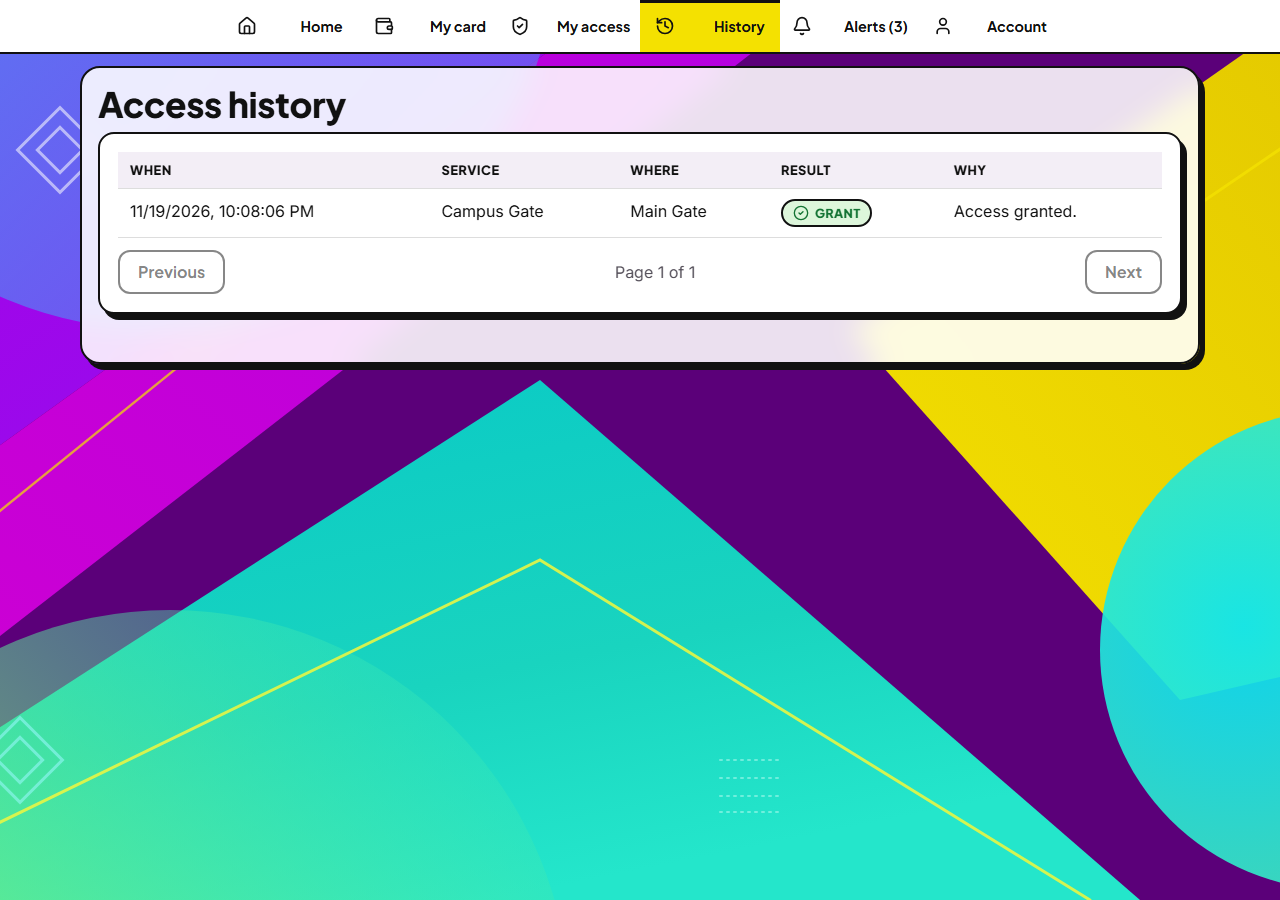 Home My card My access History Alerts (3) Account
Access history
WHEN SERVICE WHERE RESULT WHY
11/19/2026, 10:08:06 PM Campus Gate Main Gate GRANT Access granted.
Previous Page 1 of 1 Next